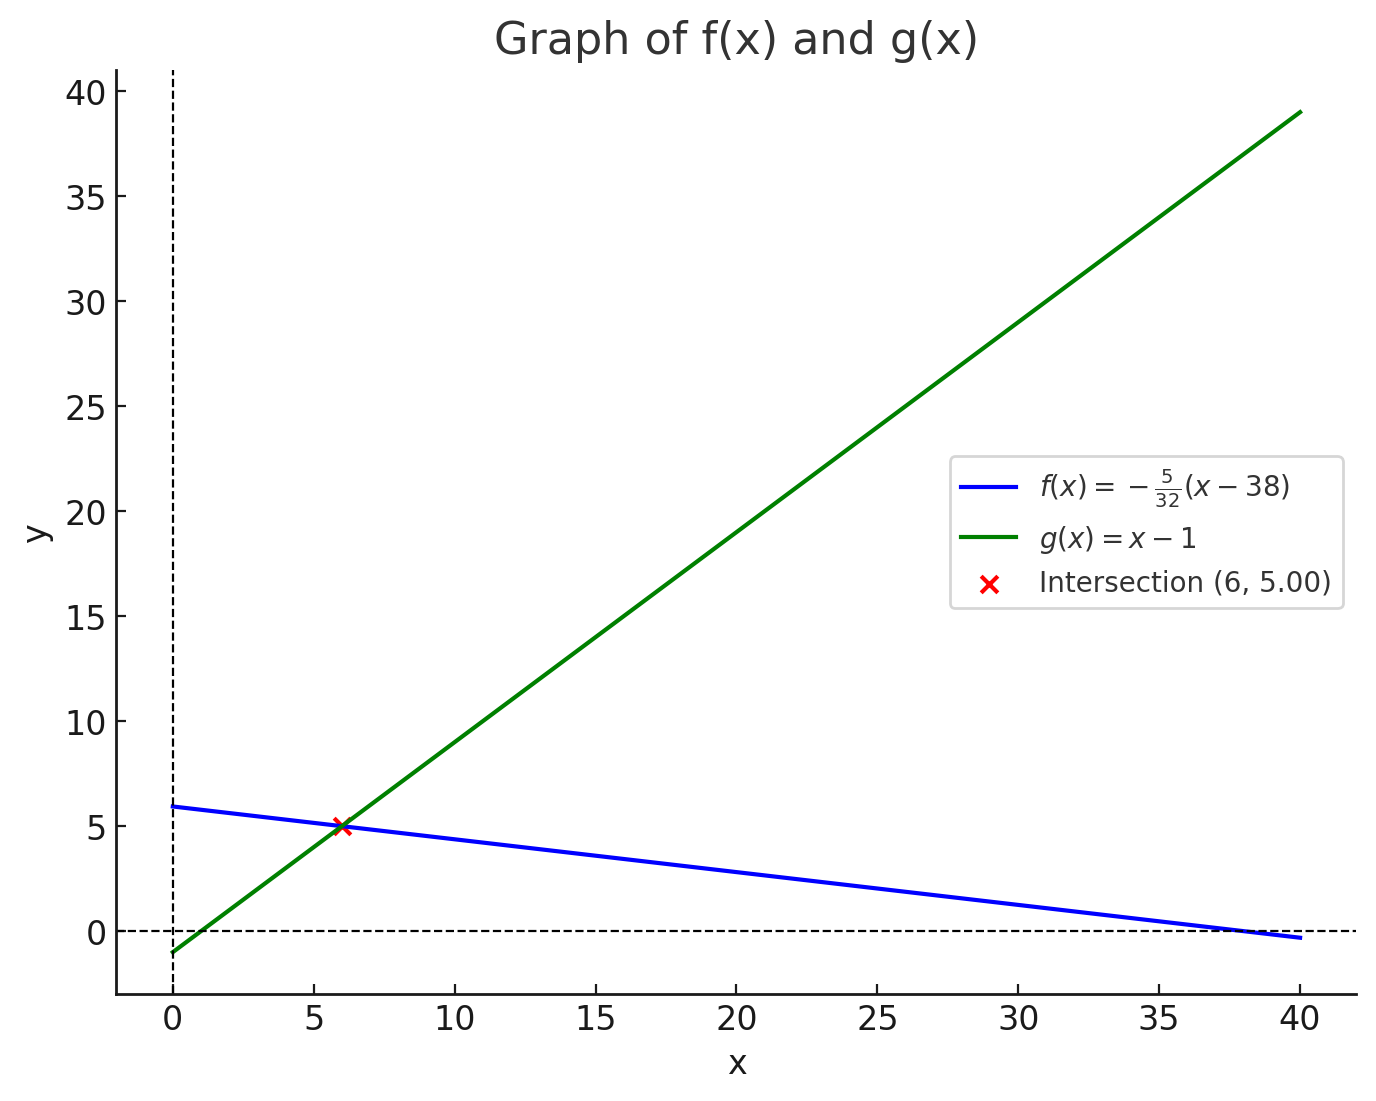 Graph of f(x) and g(x)
40
35
30
25
20
15
10
5
0
y
f(x) = −5/32(x − 38)
g(x) = x − 1
Intersection (6, 5.00)
0 5 10 15 20 25 30 35 40
x